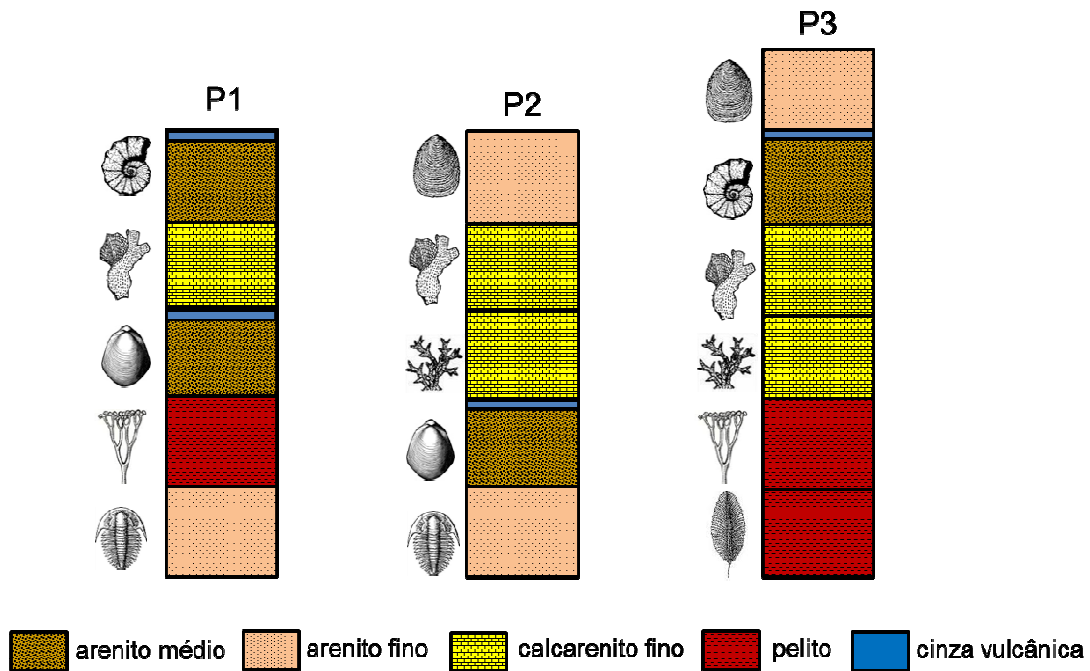 P1
P2
P3
arenito médio arenito fino calcarenito fino pelito cinza vulcânica